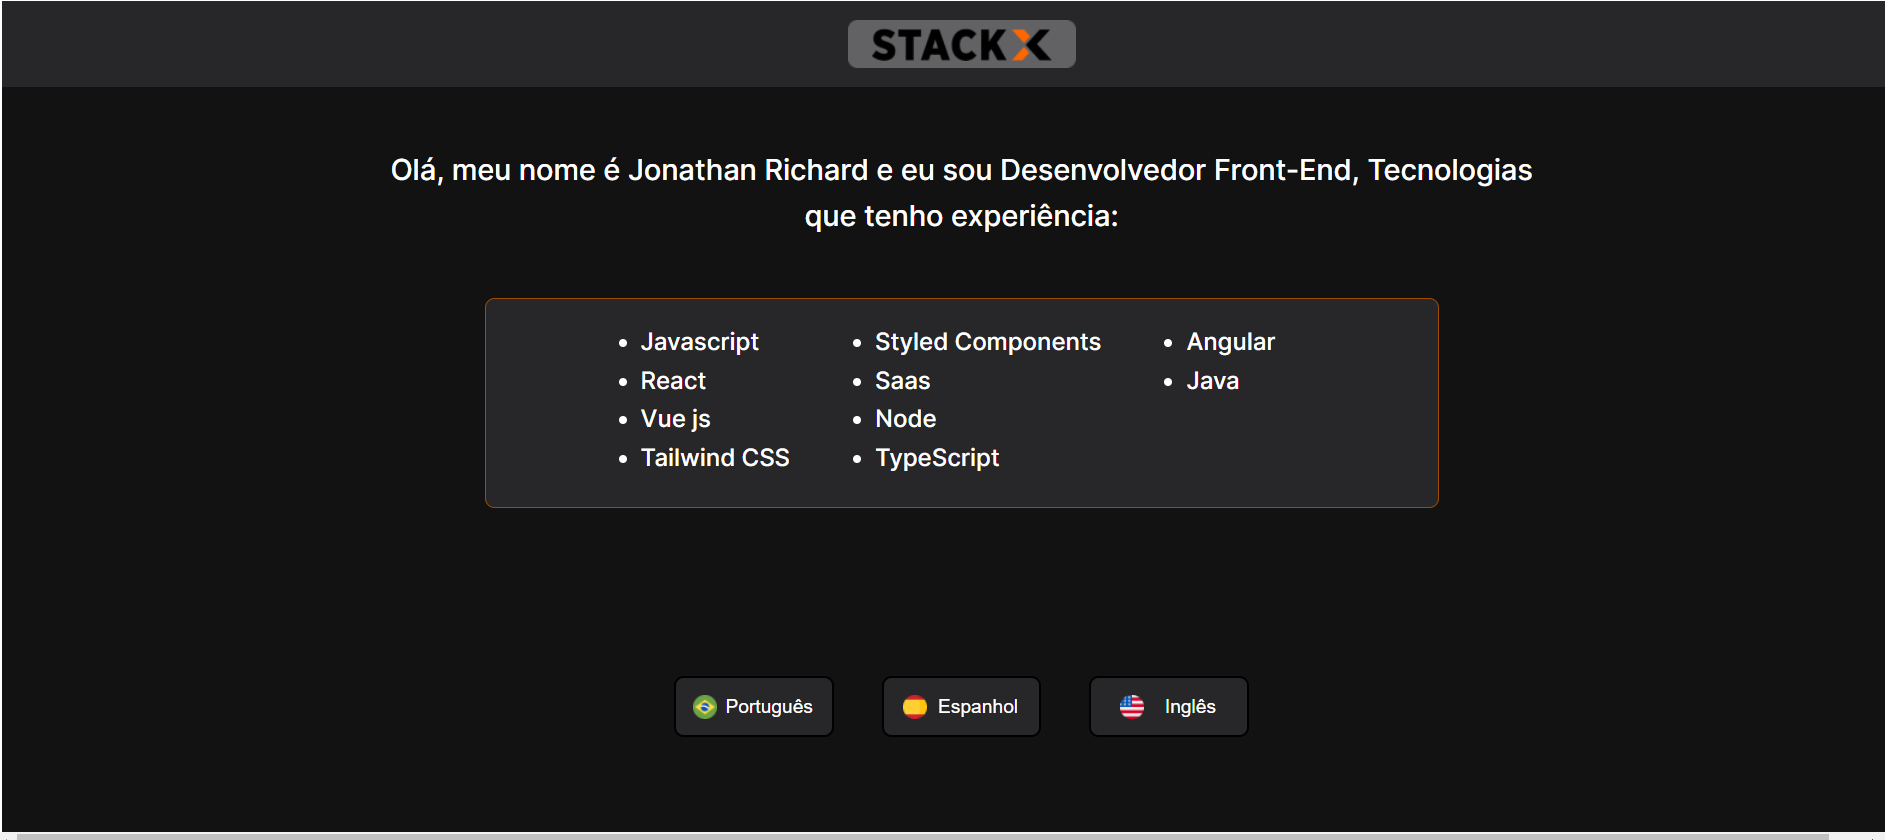 STACKX
Olá, meu nome é Jonathan Richard e eu sou Desenvolvedor Front-End, Tecnologias
que tenho experiência:
Javascript
React
Vue js
Tailwind CSS
Styled Components
Saas
Node
TypeScript
Angular
Java
Português
Espanhol
Inglês